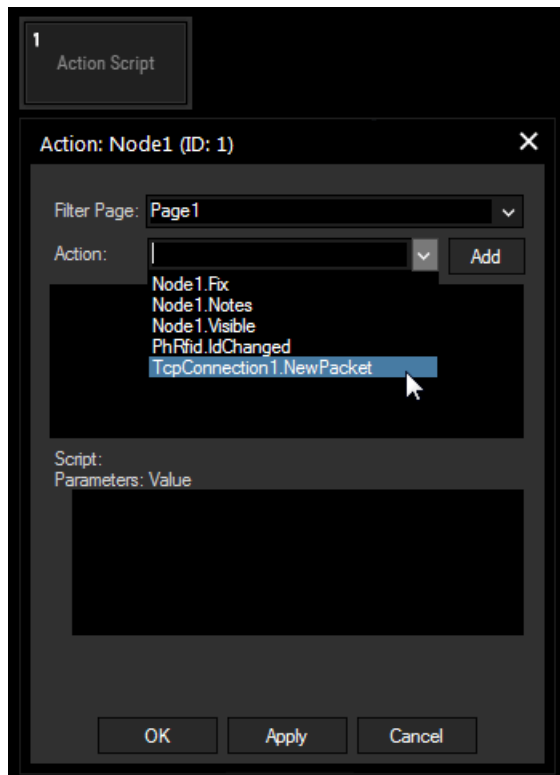 1
Action Script
Action: Node1 (ID: 1)
Filter Page: Page1
Action: Add
Node1.Fix
Node1.Notes
Node1.Visible
PhRfid.IdChanged
TcpConnection1.NewPacket
Script:
Parameters: Value
OK Apply Cancel